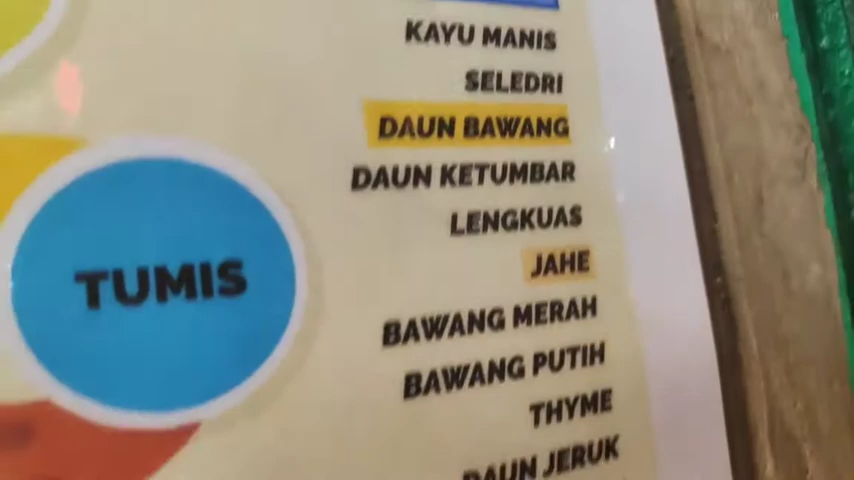 KAYU MANIS
SELEDRI
DAUN BAWANG
DAUN KETUMBAR
LENGKUAS
JAHE
BAWANG MERAH
BAWANG PUTIH
THYME
DAUN JERUK
TUMIS